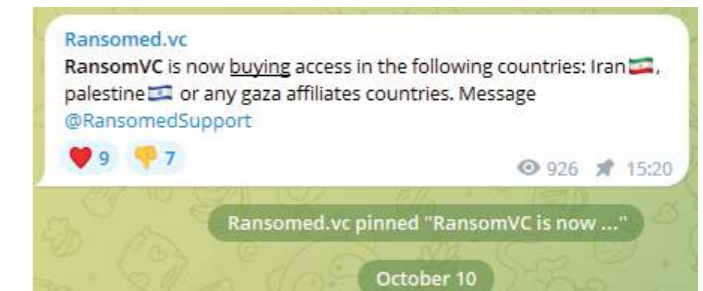 Ransomed.vc
RansomVC is now buying access in the following countries: Iran🇮🇷,
palestine🇮🇱 or any gaza affiliates countries. Message
@RansomedSupport
❤️ 9 👎 7
926 15:20
Ransomed.vc pinned "RansomVC is now ..."
October 10